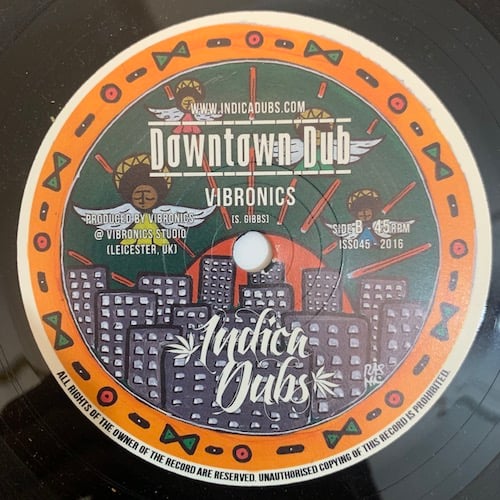 WWW.INDICADUBS.COM
Downtown Dub
VIBRONICS
[S. GIBBS]
PRODUCED BY VIBRONICS
@ VIBRONICS STUDIO
(LEICESTER, UK)
SIDE B - 45 RPM
ISS045 - 2016
Indica
Dubs
ALL RIGHTS OF THE OWNER OF THE RECORD ARE RESERVED. UNAUTHORISED COPYING OF THIS RECORD IS PROHIBITED.